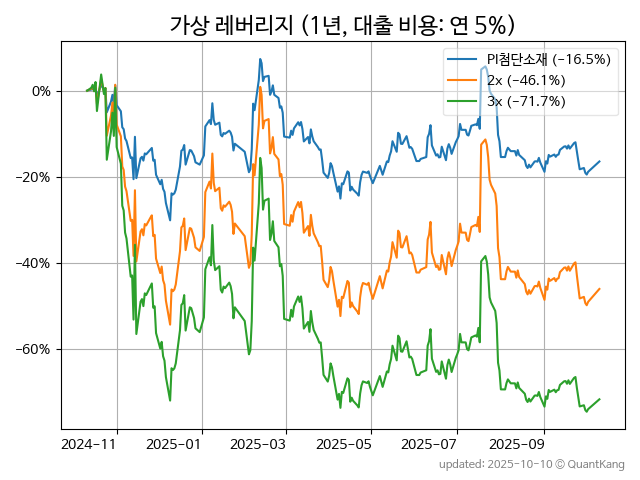 가상 레버리지 (1년, 대출 비용: 연 5%)
PI첨단소재 (−16.5%)
2x (−46.1%)
3x (−71.7%)
0%
−20%
−40%
−60%
2024−11 2025−01 2025−03 2025−05 2025−07 2025−09
updated: 2025-10-10 © QuantKang